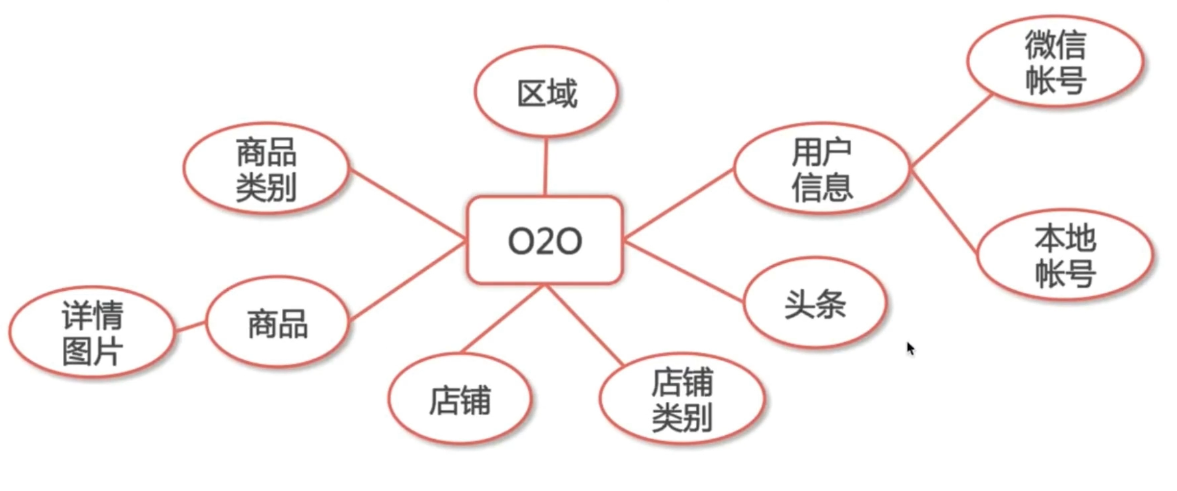 微信
帐号
区域
商品
类别
用户
信息
O2O
本地
帐号
头条
详情
图片
商品
店铺
店铺
类别